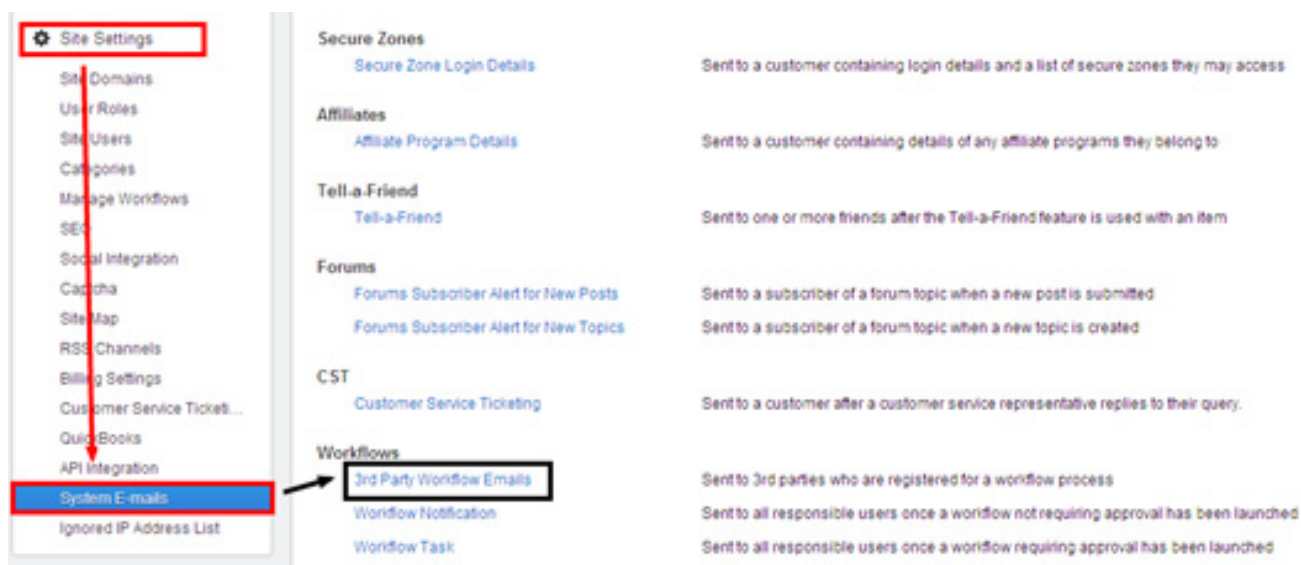 Site Settings
Site Domains
User Roles
Site Users
Categories
Manage Workflows
SEO
Social Integration
Captcha
Site Map
RSS Channels
Billing Settings
Customer Service Ticketi...
QuickBooks
API Integration
System E-mails
Ignored IP Address List
Secure Zones
Secure Zone Login Details Sent to a customer containing login details and a list of secure zones they may access
Affiliates
Affiliate Program Details Sent to a customer containing details of any affiliate programs they belong to
Tell-a-Friend
Tell-a-Friend Sent to one or more friends after the Tell-a-Friend feature is used with an item
Forums
Forums Subscriber Alert for New Posts Sent to a subscriber of a forum topic when a new post is submitted
Forums Subscriber Alert for New Topics Sent to a subscriber of a forum topic when a new topic is created
CST
Customer Service Ticketing Sent to a customer after a customer service representative replies to their query.
Workflows
3rd Party Workflow Emails Sent to 3rd parties who are registered for a workflow process
Workflow Notification Sent to all responsible users once a workflow not requiring approval has been launched
Workflow Task Sent to all responsible users once a workflow requiring approval has been launched